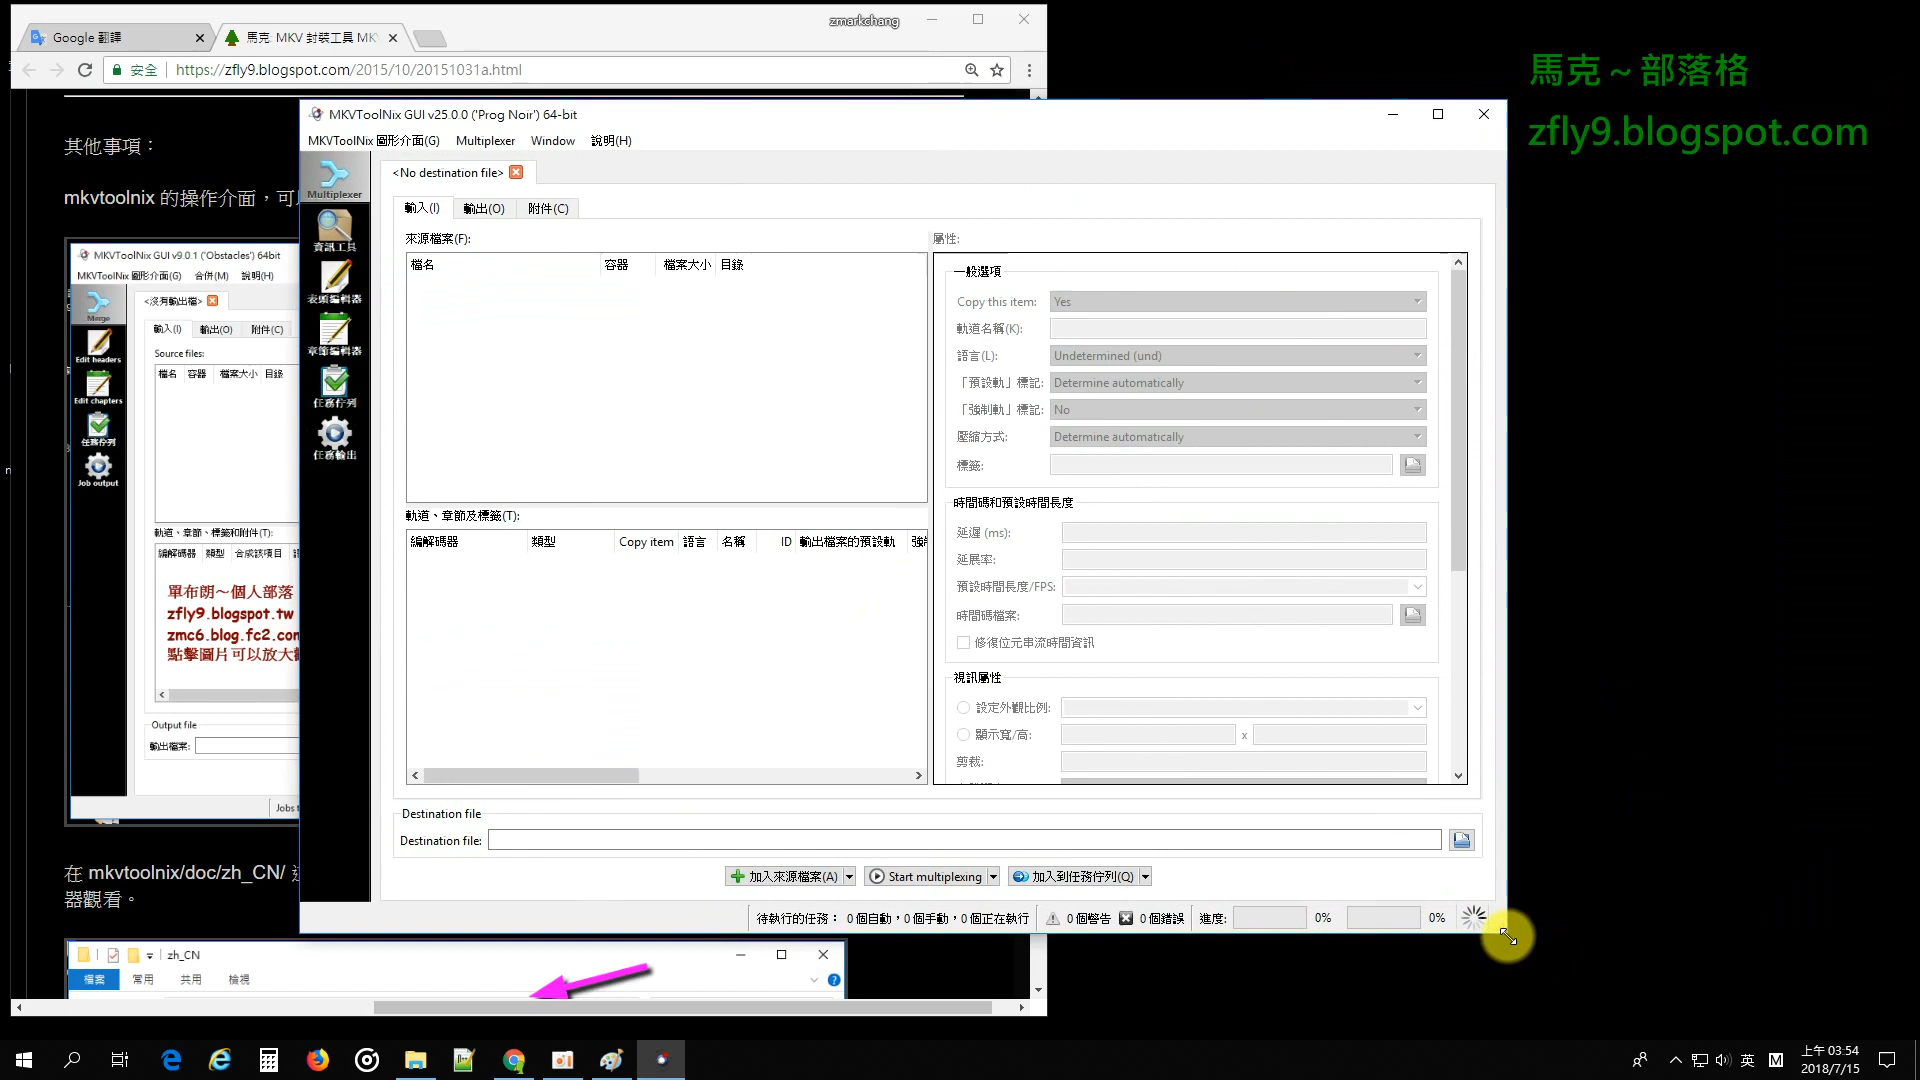 zmarkchang
Google 翻譯
馬克: MKV 封裝工具 MK
安全
https://zfly9.blogspot.com/2015/10/20151031a.html
馬克～部落格
zfly9.blogspot.com
其他事項：
mkvtoolnix 的操作介面，可
MKVToolNix GUI v9.0.1 ('Obstacles') 64bit
MKVToolNix 圖形介面(G) 合併(M) 說明(H)
Merge
Edit headers
Edit chapters
任務佇列
Job output
<沒有輸出檔>
輸入(I) 輸出(O) 附件(C)
Source files:
檔名 容器 檔案大小 目錄
軌道、章節、標籤和附件(T):
編解碼器 類型 合成該項目
單布朗～個人部落
zfly9.blogspot.tw
zmc6.blog.fc2.com
點擊圖片可以放大
Output file
輸出檔案:
Jobs
在 mkvtoolnix/doc/zh_CN/
器觀看。
zh_CN
檔案 常用 共用 檢視
MKVToolNix GUI v25.0.0 ('Prog Noir') 64-bit
MKVToolNix 圖形介面(G) Multiplexer Window 說明(H)
Multiplexer
資訊工具
表頭編輯器
章節編輯器
任務佇列
任務輸出
<No destination file>
輸入(I) 輸出(O) 附件(C)
來源檔案(F):
檔名 容器 檔案大小 目錄
軌道、章節及標籤(T):
編解碼器 類型 Copy item 語言 名稱 ID 輸出檔案的預設軌
屬性:
一般選項
Copy this item: Yes
軌道名稱(K):
語言(L): Undetermined (und)
「預設軌」標記: Determine automatically
「強制軌」標記: No
壓縮方式: Determine automatically
標籤:
時間碼和預設時間長度
延遲 (ms):
延展率:
預設時間長度/FPS:
時間碼檔案:
修復位元串流時間資訊
視訊屬性
設定外觀比例:
顯示寬/高: x
剪裁:
Destination file
Destination file:
加入來源檔案(A) Start multiplexing 加入到任務佇列(Q)
待執行的任務： 0 個自動，0 個手動，0 個正在執行 0 個警告 0 個錯誤 進度: 0% 0%
英 M
上午 03:54
2018/7/15